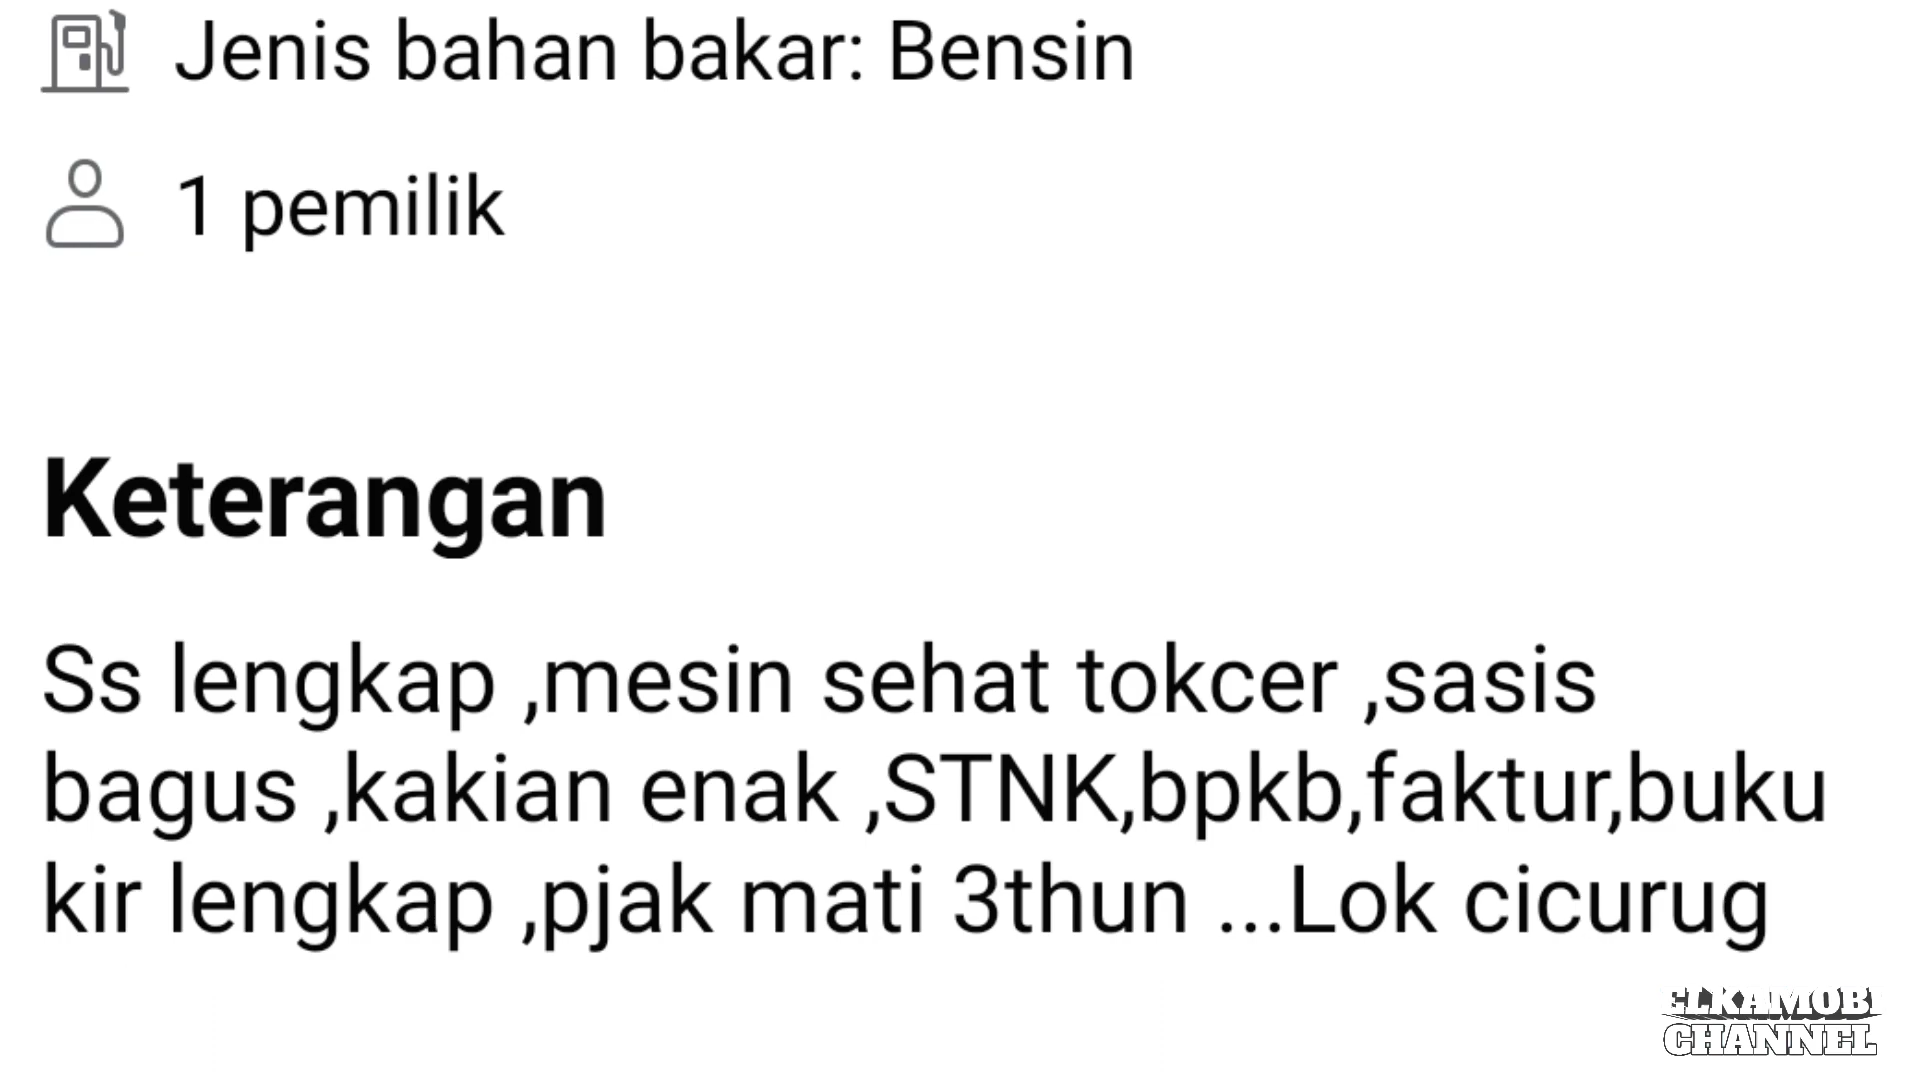 Jenis bahan bakar: Bensin
1 pemilik
Keterangan
Ss lengkap ,mesin sehat tokcer ,sasis
bagus ,kakian enak ,STNK,bpkb,faktur,buku
kir lengkap ,pjak mati 3thun ...Lok cicurug
ELKAMOBI
CHANNEL